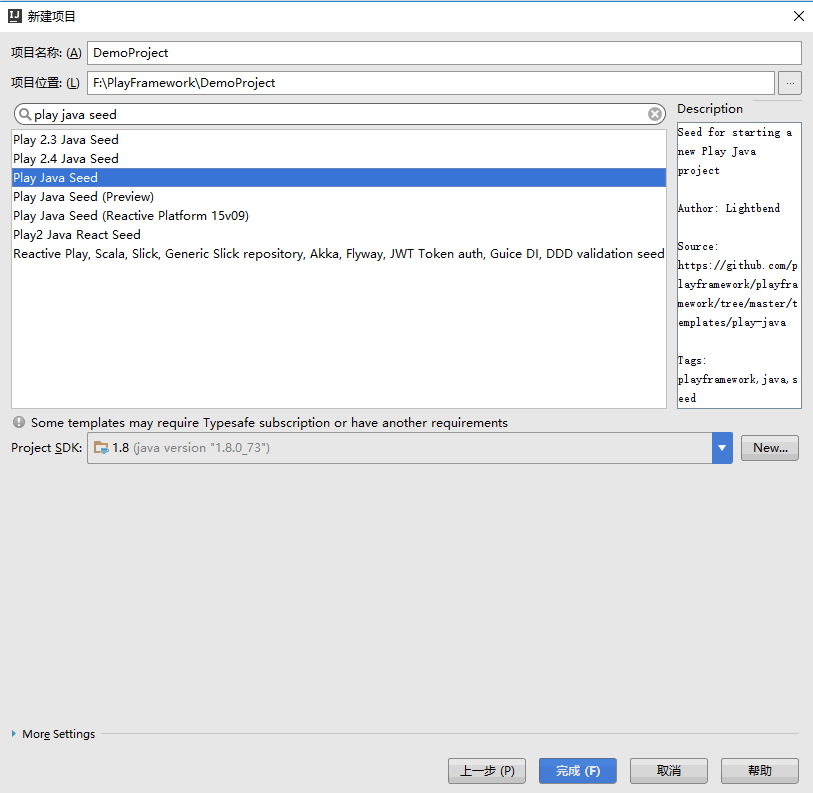 新建项目
项目名称: (A) DemoProject
项目位置: (L) F:\PlayFramework\DemoProject ...
play java seed
Play 2.3 Java Seed
Play 2.4 Java Seed
Play Java Seed
Play Java Seed (Preview)
Play Java Seed (Reactive Platform 15v09)
Play2 Java React Seed
Reactive Play, Scala, Slick, Generic Slick repository, Akka, Flyway, JWT Token auth, Guice DI, DDD validation seed
Description
Seed for starting a
new Play Java
project
Author: Lightbend
Source:
https://github.com/p
layframework/playfra
mework/tree/master/t
emplates/play-java
Tags:
playframework,java,s
eed
Some templates may require Typesafe subscription or have another requirements
Project SDK: 1.8 (java version "1.8.0_73") New...
More Settings
上一步 (P) 完成 (F) 取消 帮助